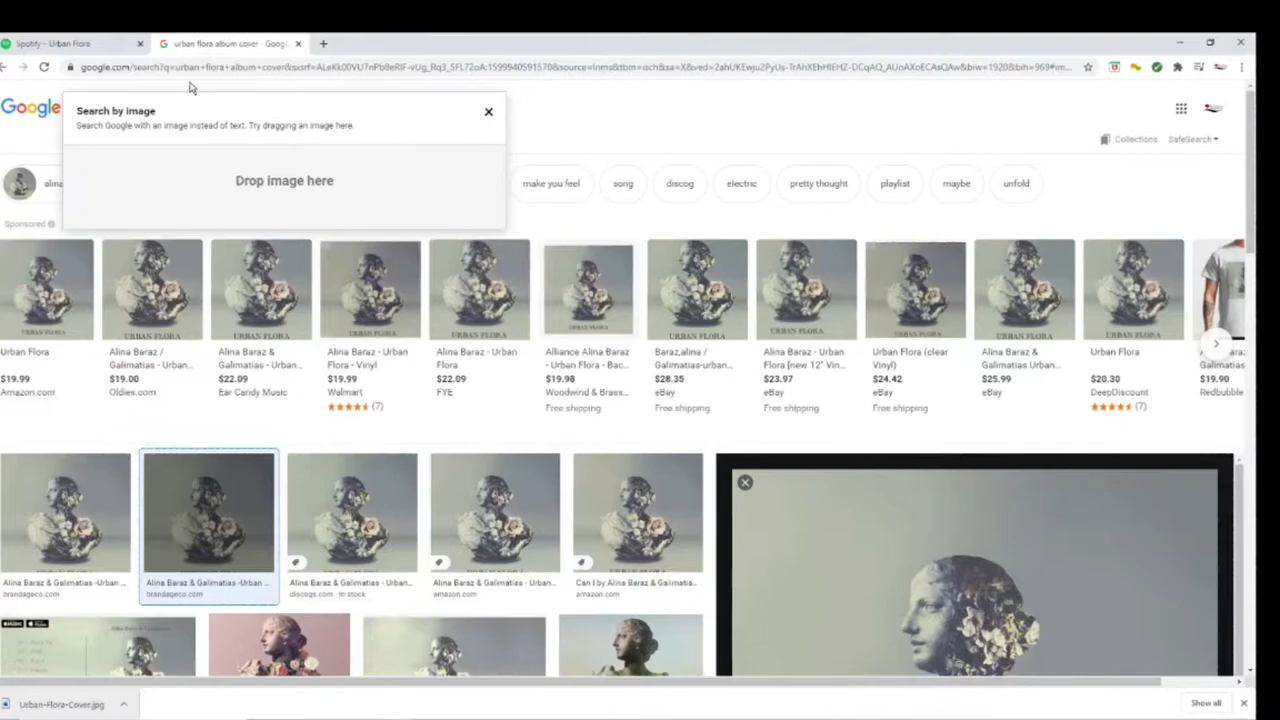 Spotify – Urban Flora
urban flora album cover - Googl
Google
Search by image
Search Google with an image instead of text. Try dragging an image here.
Drop image here
Collections
SafeSearch
alina
make you feel
song
discog
electric
pretty thought
playlist
maybe
unfold
Sponsored
URBAN FLORA
Urban Flora
$19.99
Amazon.com
Alina Baraz /
Galimatias - Urban...
$19.00
Oldies.com
Alina Baraz &
Galimatias - Urban...
$22.09
Ear Candy Music
Alina Baraz - Urban
Flora - Vinyl
$19.99
Walmart
(7)
Alina Baraz - Urban
Flora
$22.09
FYE
Alliance Alina Baraz
- Urban Flora - Bac...
$19.98
Woodwind & Brass...
Free shipping
Baraz,alina /
Galimatias-urban...
$28.35
eBay
Free shipping
Alina Baraz - Urban
Flora [new 12" Vin...
$23.97
eBay
Free shipping
Urban Flora (clear
Vinyl)
$24.42
eBay
Free shipping
Alina Baraz &
Galimatias - Urban...
$25.99
eBay
Urban Flora
$20.30
DeepDiscount
(7)
$19.90
Redbubble
Alina Baraz & Galimatias -Urban ...
brandageco.com
Alina Baraz & Galimatias -Urban ...
brandageco.com
Alina Baraz & Galimatias - Urban...
discogs.com · In stock
Alina Baraz & Galimatias - Urban...
amazon.com
Can I by Alina Baraz & Galimatia...
amazon.com
Urban-Flora-Cover.jpg
Show all